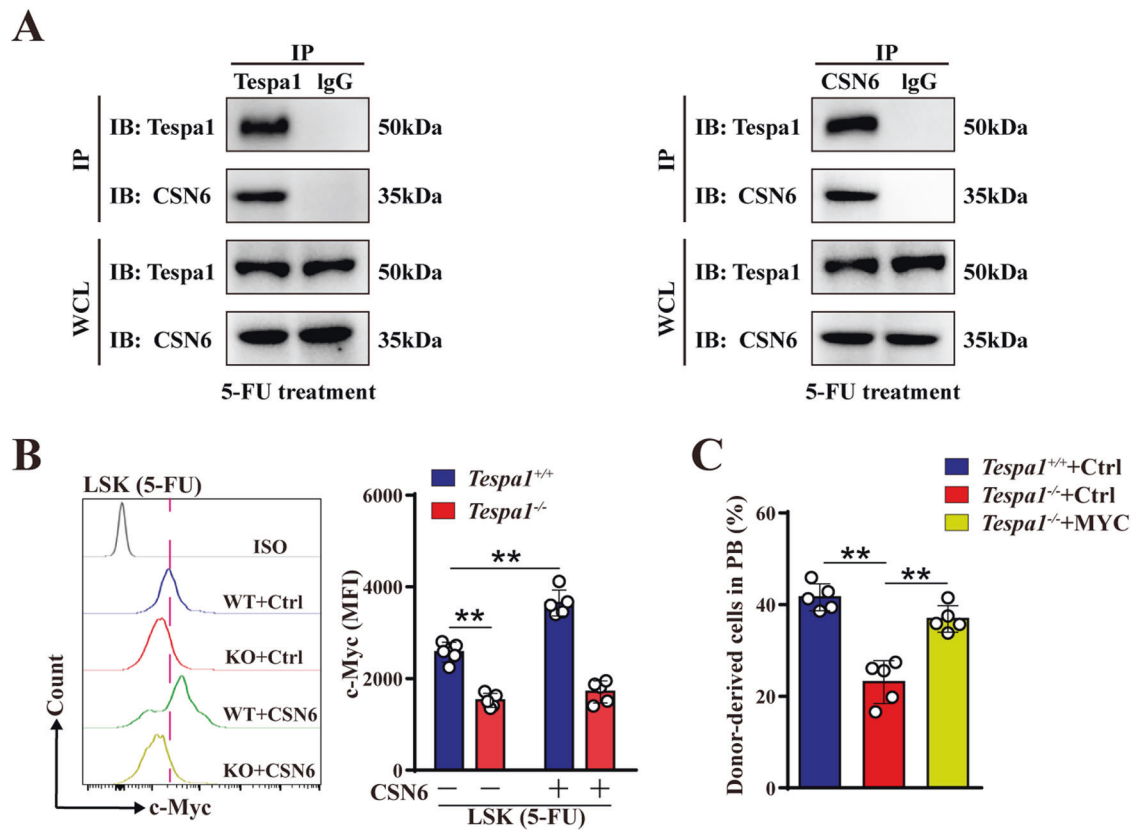 A
IP
Tespa1 IgG
IP
IB: Tespa1 50kDa
IB: CSN6 35kDa
WCL
IB: Tespa1 50kDa
IB: CSN6 35kDa
5-FU treatment
IP
CSN6 IgG
IP
IB: Tespa1 50kDa
IB: CSN6 35kDa
WCL
IB: Tespa1 50kDa
IB: CSN6 35kDa
5-FU treatment
B
LSK (5-FU)
ISO
WT+Ctrl
KO+Ctrl
WT+CSN6
KO+CSN6
Count
c-Myc
Tespa1+/+
Tespa1-/-
c-Myc (MFI)
6000
4000
2000
0
**
**
CSN6 − − + +
LSK (5-FU)
C
Tespa1+/++Ctrl
Tespa1-/-+Ctrl
Tespa1-/-+MYC
Donor-derived cells in PB (%)
60
40
20
0
** **